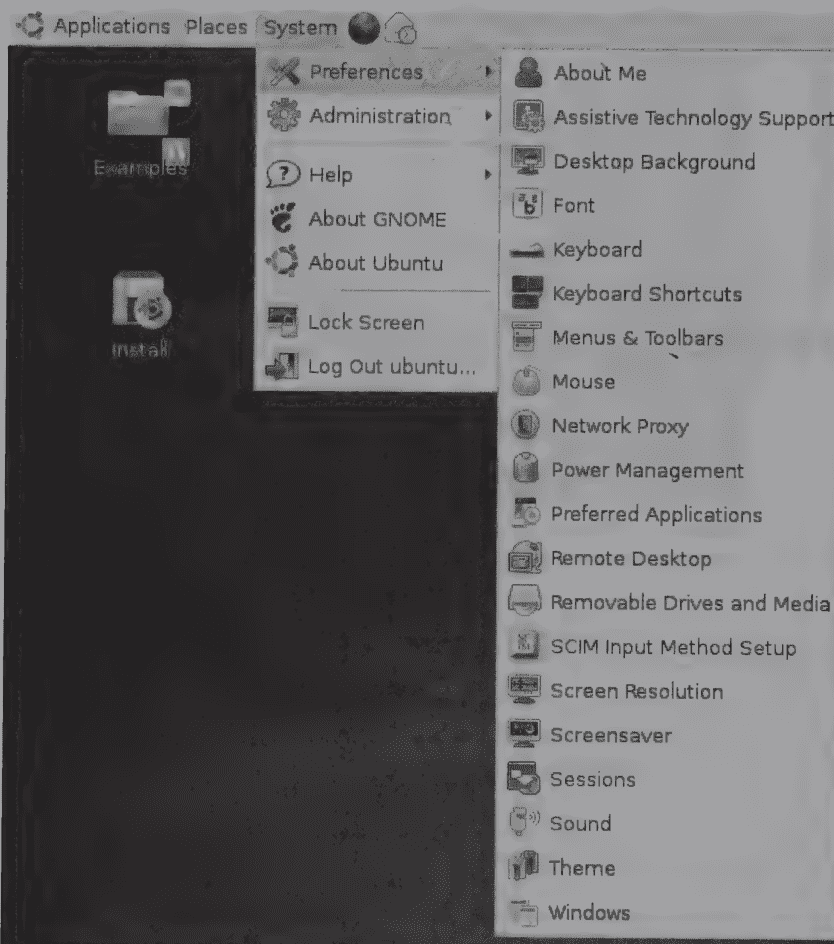 Applications Places System
Examples
Install
Preferences
Administration
Help
About GNOME
About Ubuntu
Lock Screen
Log Out ubuntu...
About Me
Assistive Technology Support
Desktop Background
Font
Keyboard
Keyboard Shortcuts
Menus & Toolbars
Mouse
Network Proxy
Power Management
Preferred Applications
Remote Desktop
Removable Drives and Media
SCIM Input Method Setup
Screen Resolution
Screensaver
Sessions
Sound
Theme
Windows